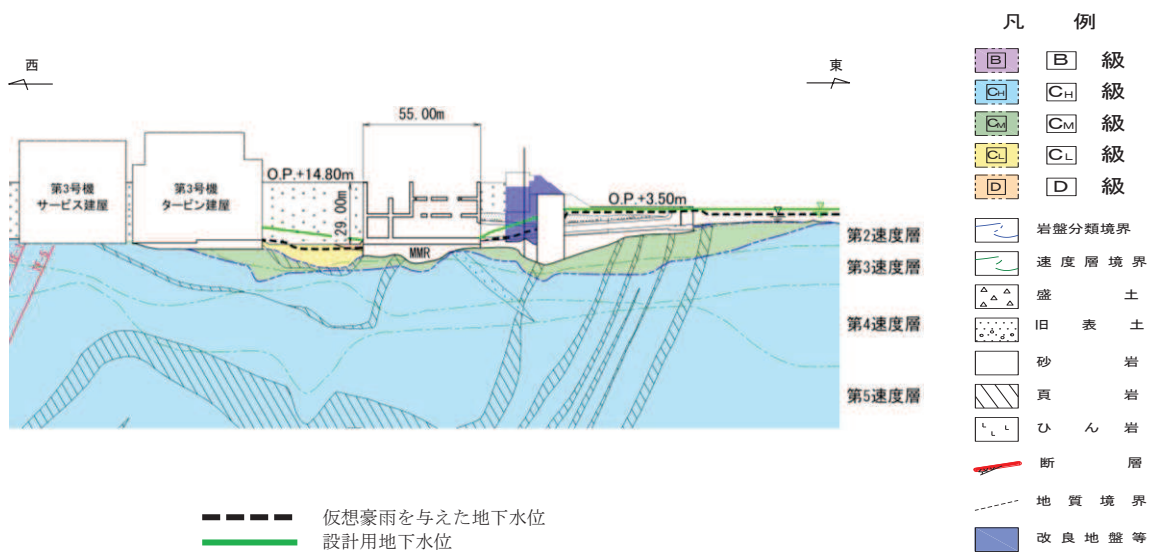 西
東
55.00m
O.P.+14.80m
29.00m
第3号機
サービス建屋
第3号機
タービン建屋
MMR
O.P.+3.50m
第2速度層
第3速度層
第4速度層
第5速度層
仮想豪雨を与えた地下水位
設計用地下水位
凡 例
B B 級
CH CH 級
CM CM 級
CL CL 級
D D 級
岩盤分類境界
速度層境界
盛土
旧表土
砂岩
頁岩
ひん岩
断層
地質境界
改良地盤等